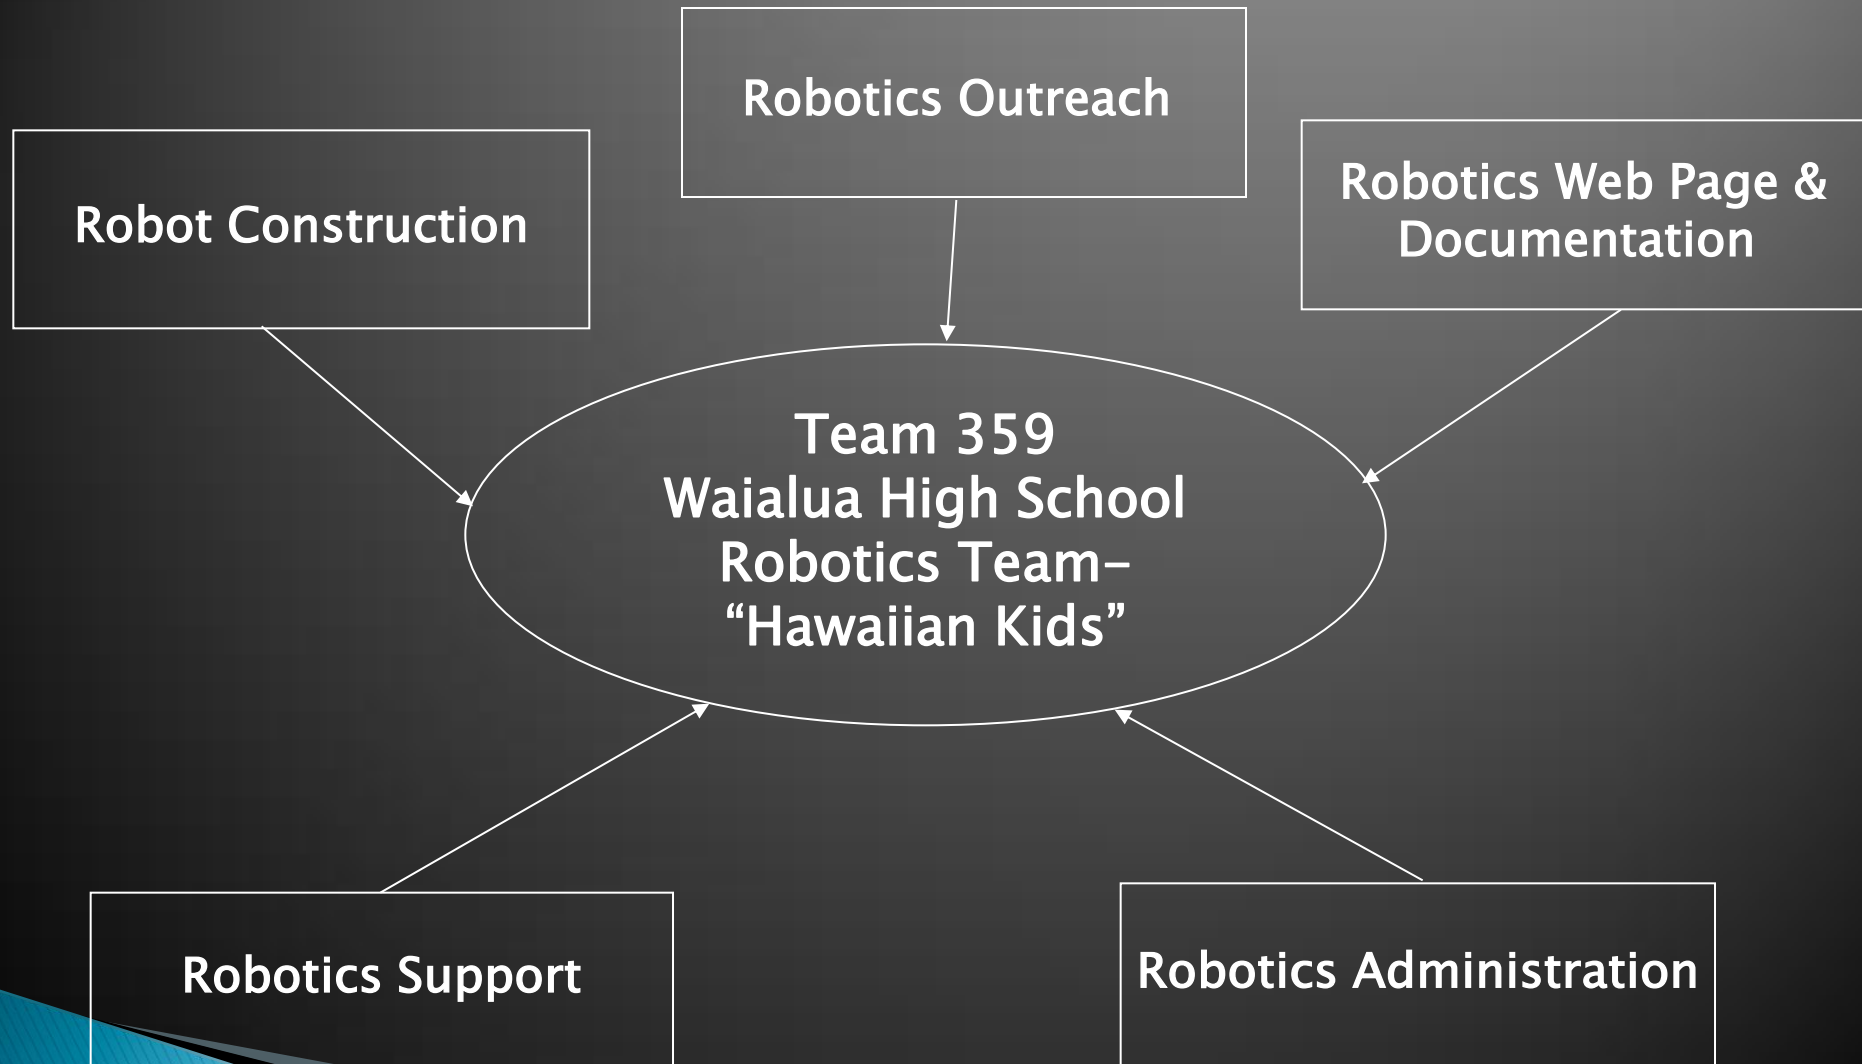 Robotics Outreach
Robot Construction
Robotics Web Page &
Documentation
Team 359
Waialua High School
Robotics Team–
“Hawaiian Kids”
Robotics Support
Robotics Administration